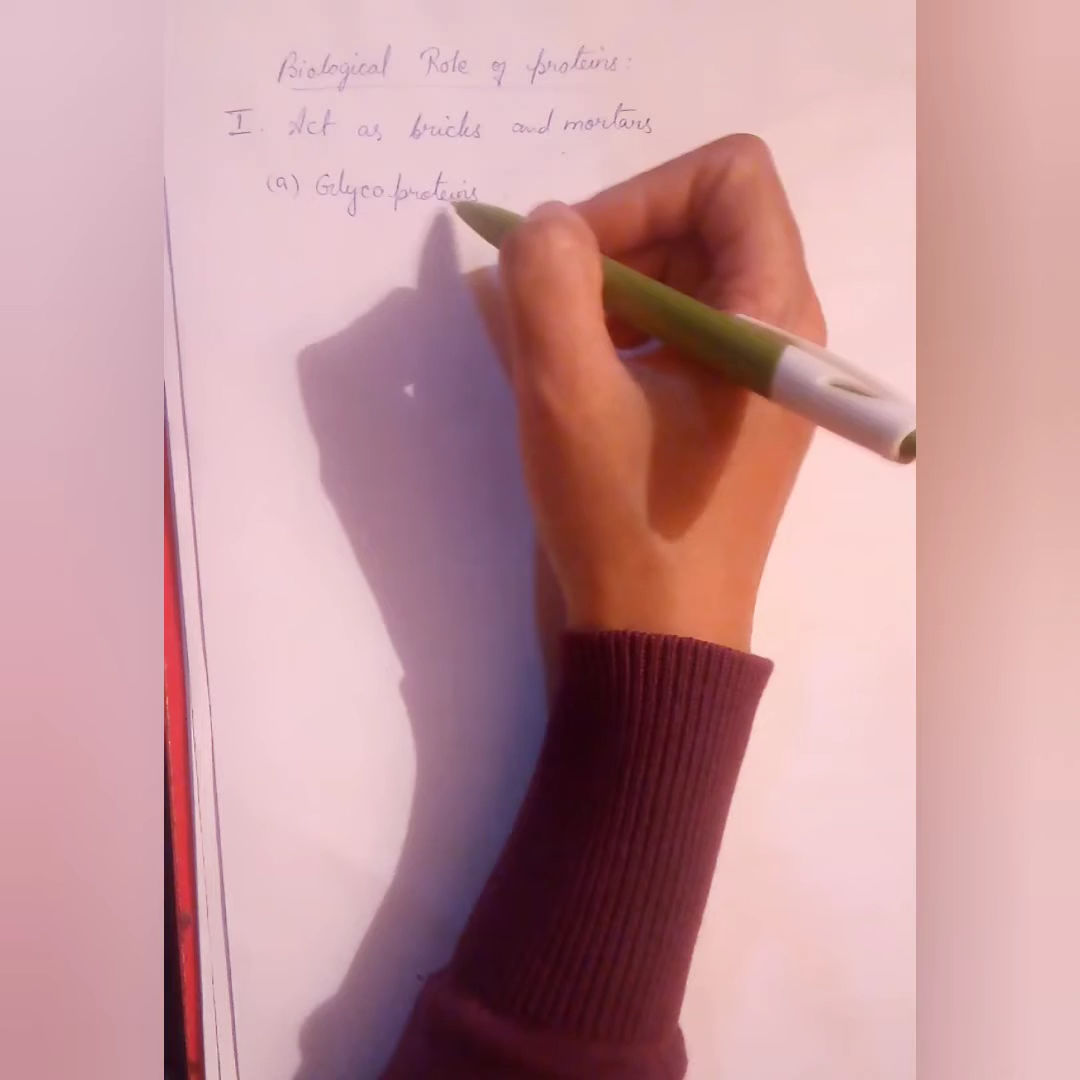 Biological Role of proteins:
I. Act as bricks and mortars
(a) Glycoproteins